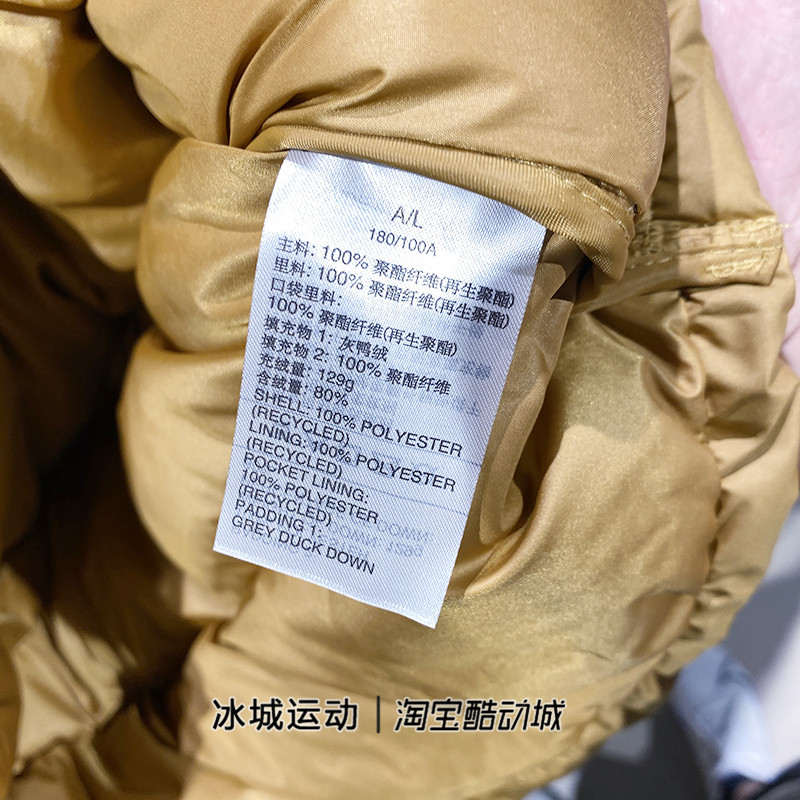 A/L
180/100A
主料: 100% 聚酯纤维(再生聚酯)
里料: 100% 聚酯纤维(再生聚酯)
口袋里料:
100% 聚酯纤维(再生聚酯)
填充物 1: 灰鸭绒
填充物 2: 100% 聚酯纤维
充绒量: 129g
含绒量: 80%
SHELL: 100% POLYESTER
(RECYCLED)
LINING: 100% POLYESTER
(RECYCLED)
POCKET LINING:
100% POLYESTER
(RECYCLED)
PADDING 1:
GREY DUCK DOWN
冰城运动 | 淘宝酷动城